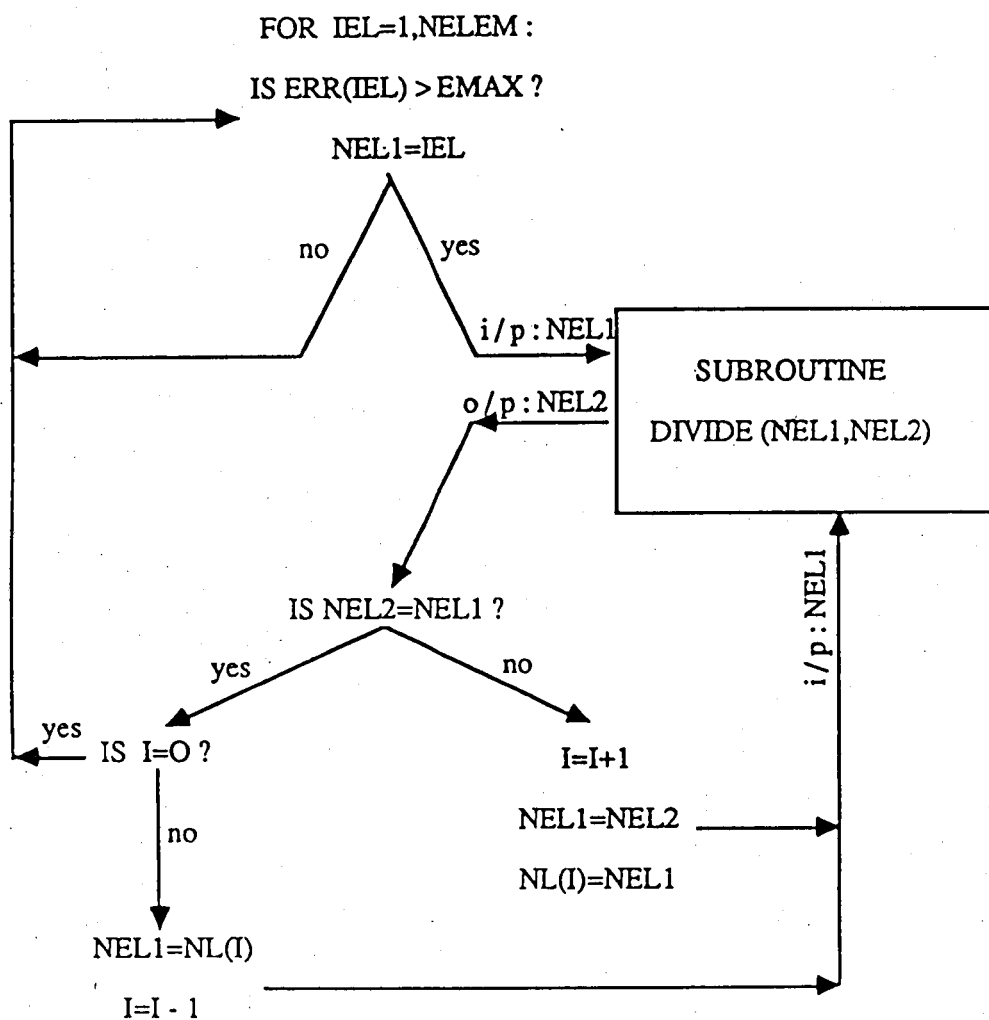 FOR IEL=1,NELEM :
IS ERR(IEL) > EMAX ?
NEL1=IEL
no
yes
i / p : NEL1
SUBROUTINE
DIVIDE (NEL1,NEL2)
o / p : NEL2
i / p : NEL1
IS NEL2=NEL1 ?
yes
no
yes
IS I=O ?
I=I+1
NEL1=NEL2
NL(I)=NEL1
no
NEL1=NL(I)
I=I - 1